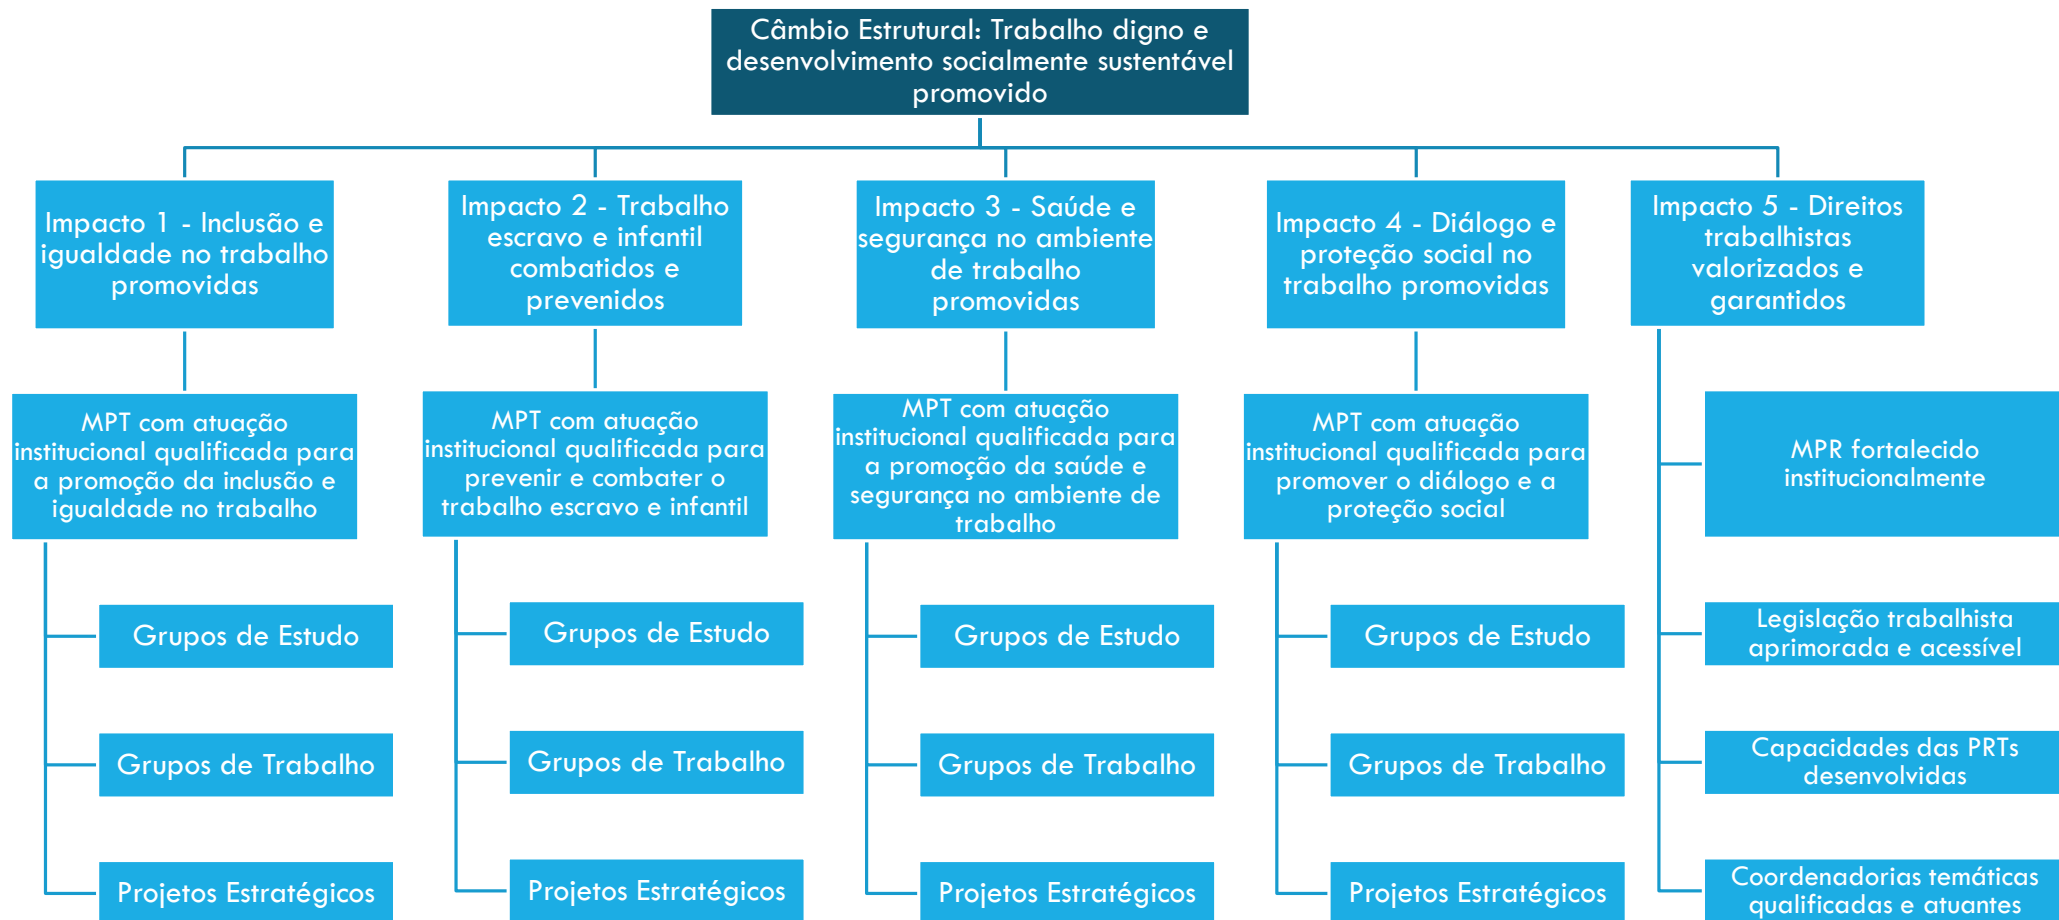 Câmbio Estrutural: Trabalho digno e
desenvolvimento socialmente sustentável
promovido
Impacto 1 - Inclusão e
igualdade no trabalho
promovidas
Impacto 2 - Trabalho
escravo e infantil
combatidos e
prevenidos
Impacto 3 - Saúde e
segurança no ambiente
de trabalho
promovidas
Impacto 4 - Diálogo e
proteção social no
trabalho promovidas
Impacto 5 - Direitos
trabalhistas
valorizados e
garantidos
MPT com atuação
institucional qualificada para
a promoção da inclusão e
igualdade no trabalho
MPT com atuação
institucional qualificada para
prevenir e combater o
trabalho escravo e infantil
MPT com atuação
institucional qualificada para
a promoção da saúde e
segurança no ambiente de
trabalho
MPT com atuação
institucional qualificada para
promover o diálogo e a
proteção social
MPR fortalecido
institucionalmente
Grupos de Estudo
Grupos de Estudo
Grupos de Estudo
Grupos de Estudo
Legislação trabalhista
aprimorada e acessível
Grupos de Trabalho
Grupos de Trabalho
Grupos de Trabalho
Grupos de Trabalho
Capacidades das PRTs
desenvolvidas
Projetos Estratégicos
Projetos Estratégicos
Projetos Estratégicos
Projetos Estratégicos
Coordenadorias temáticas
qualificadas e atuantes